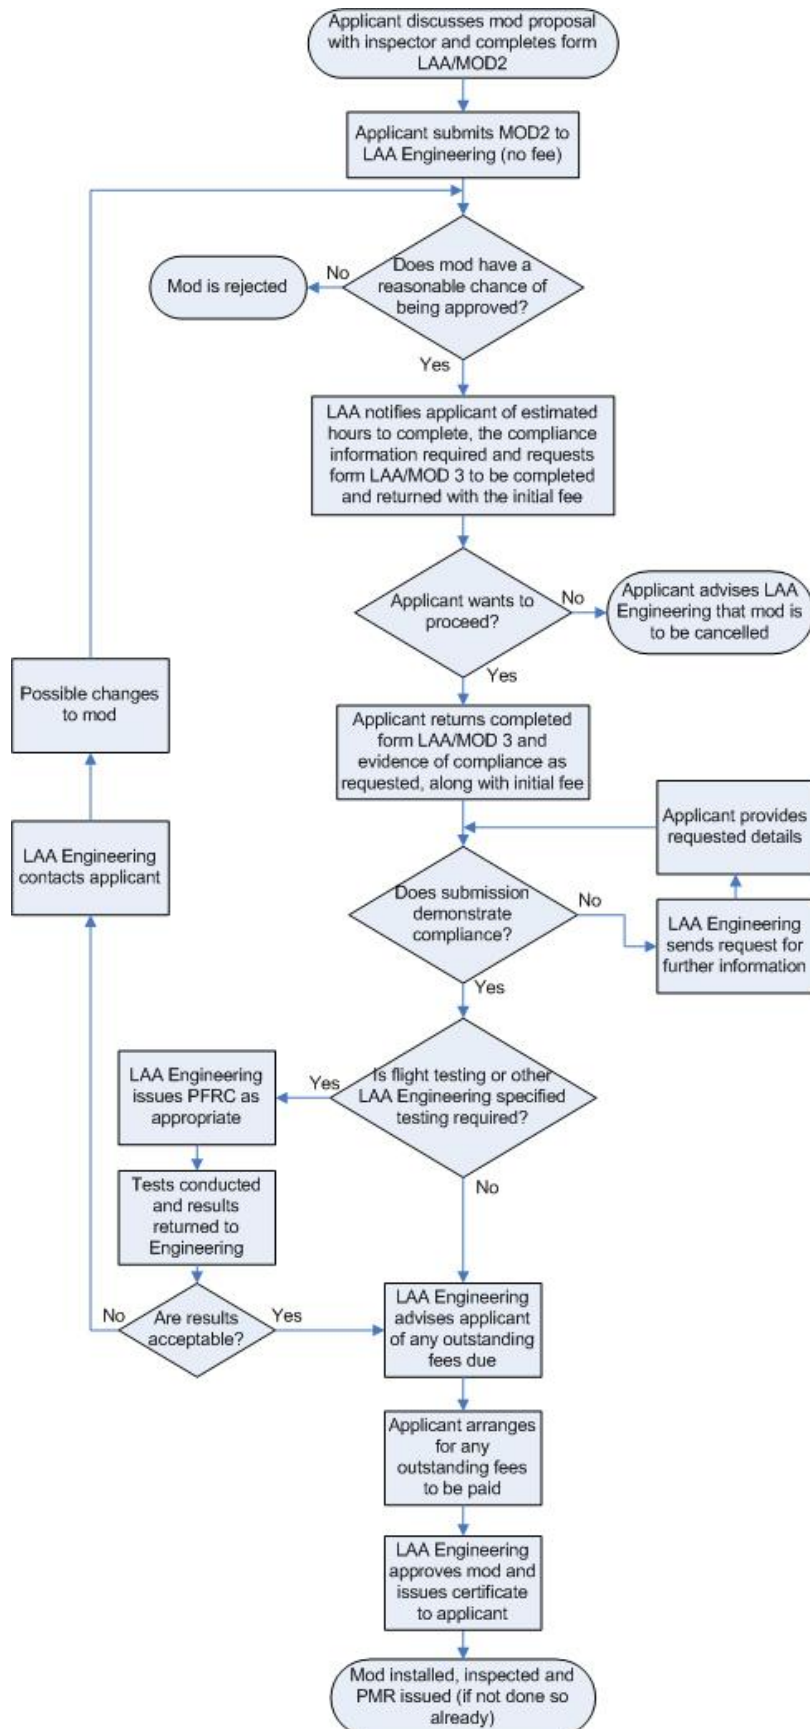 Applicant discusses mod proposal
with inspector and completes form
LAA/MOD2
Applicant submits MOD2 to
LAA Engineering (no fee)
Does mod have a
reasonable chance of
being approved?
No
Mod is rejected
Yes
LAA notifies applicant of estimated
hours to complete, the compliance
information required and requests
form LAA/MOD 3 to be completed
and returned with the initial fee
Applicant wants to
proceed?
No
Applicant advises LAA
Engineering that mod is
to be cancelled
Yes
Possible changes
to mod
Applicant returns completed
form LAA/MOD 3 and
evidence of compliance as
requested, along with initial fee
Applicant provides
requested details
LAA Engineering
contacts applicant
Does submission
demonstrate
compliance?
No
LAA Engineering
sends request for
further information
Yes
Is flight testing or other
LAA Engineering specified
testing required?
Yes
LAA Engineering
issues PFRC as
appropriate
Tests conducted
and results
returned to
Engineering
No
Are results
acceptable?
No
Yes
LAA Engineering
advises applicant
of any outstanding
fees due
Applicant arranges
for any
outstanding fees
to be paid
LAA Engineering
approves mod and
issues certificate
to applicant
Mod installed, inspected and
PMR issued (if not done so
already)